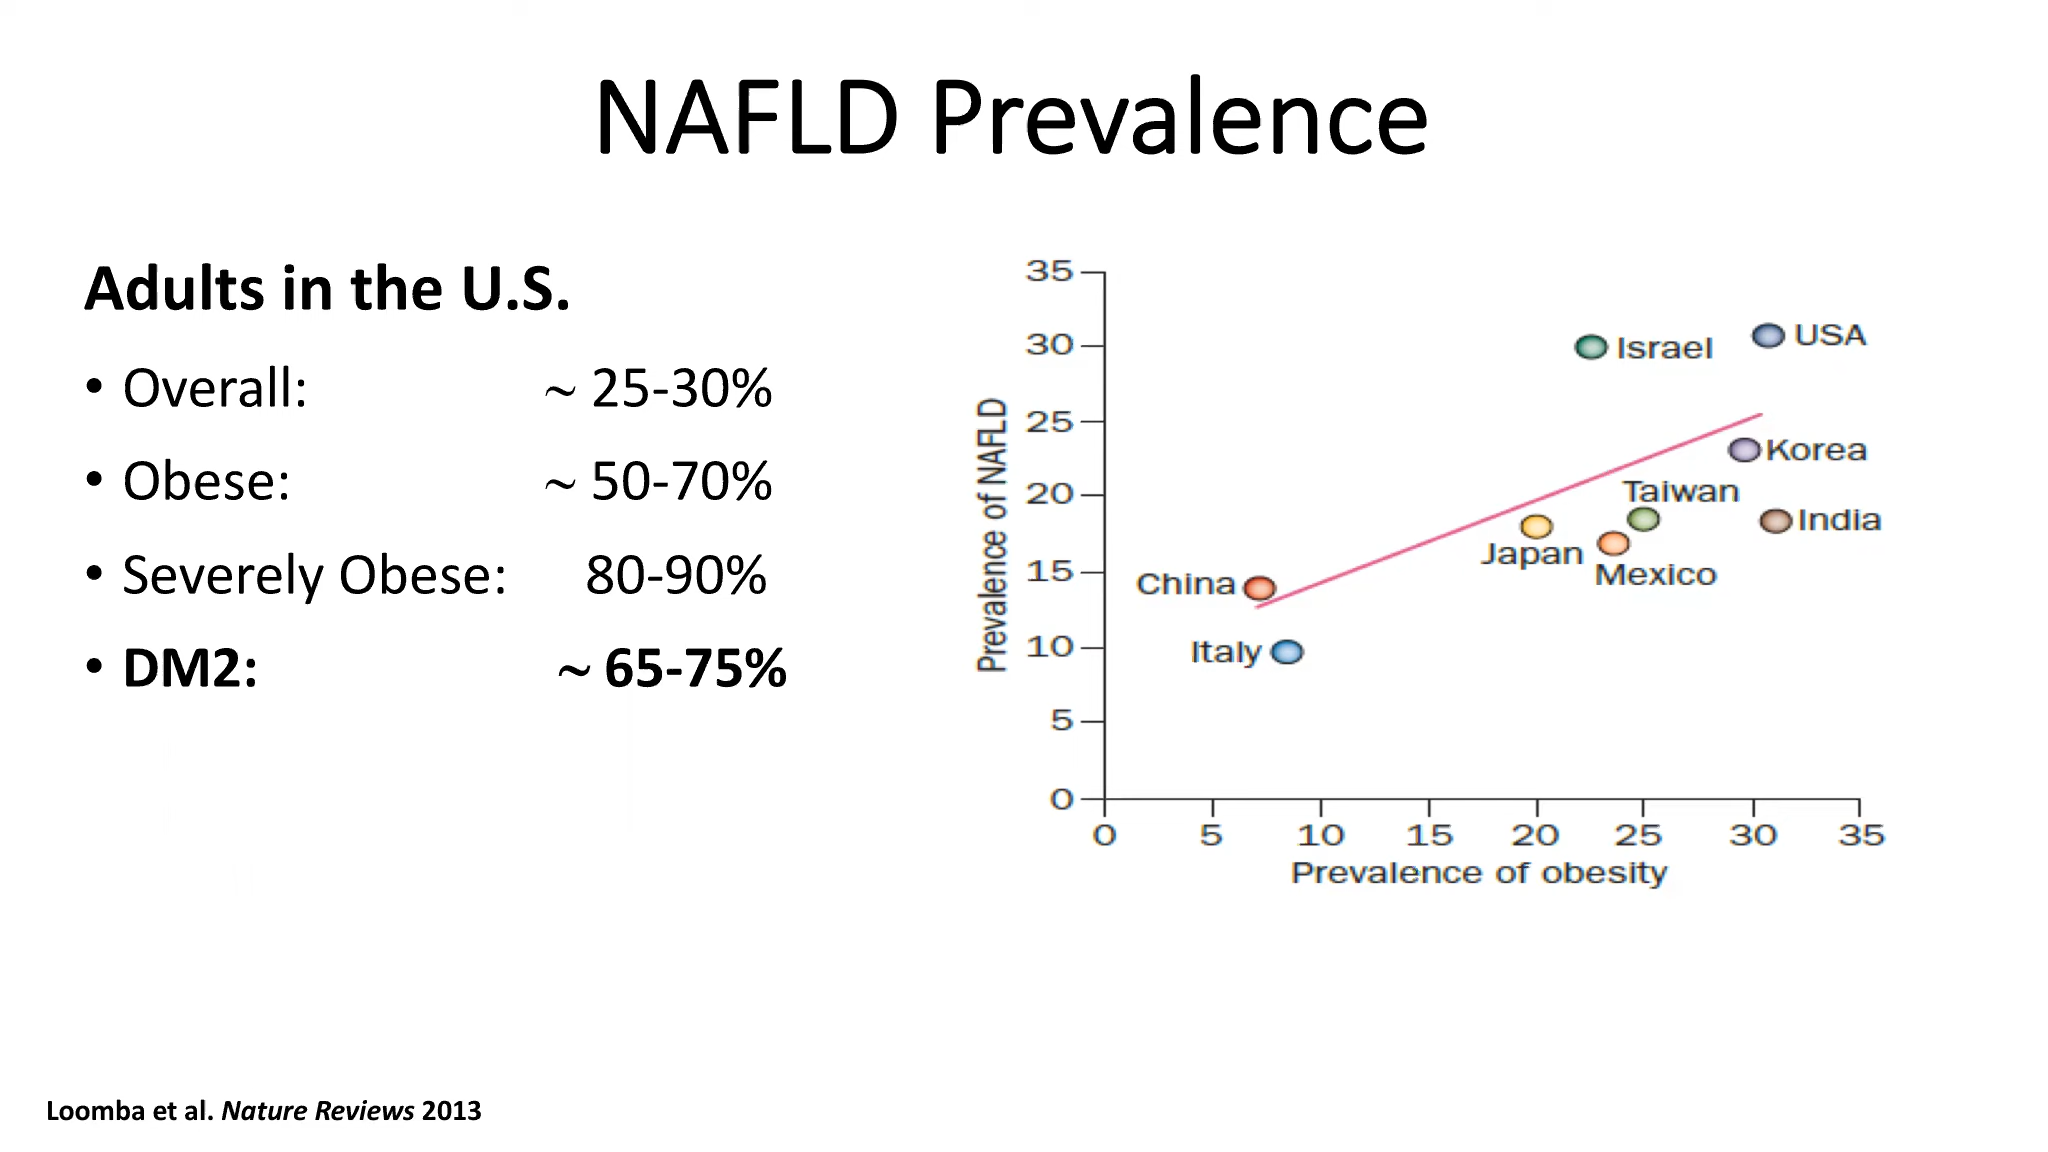 NAFLD Prevalence
Adults in the U.S.
• Overall: ~ 25-30%
• Obese: ~ 50-70%
• Severely Obese: 80-90%
• DM2: ~ 65-75%
Prevalence of NAFLD
35
30
25
20
15
10
5
0
Israel
USA
Korea
Taiwan
India
Japan
Mexico
China
Italy
0 5 10 15 20 25 30 35
Prevalence of obesity
Loomba et al. Nature Reviews 2013